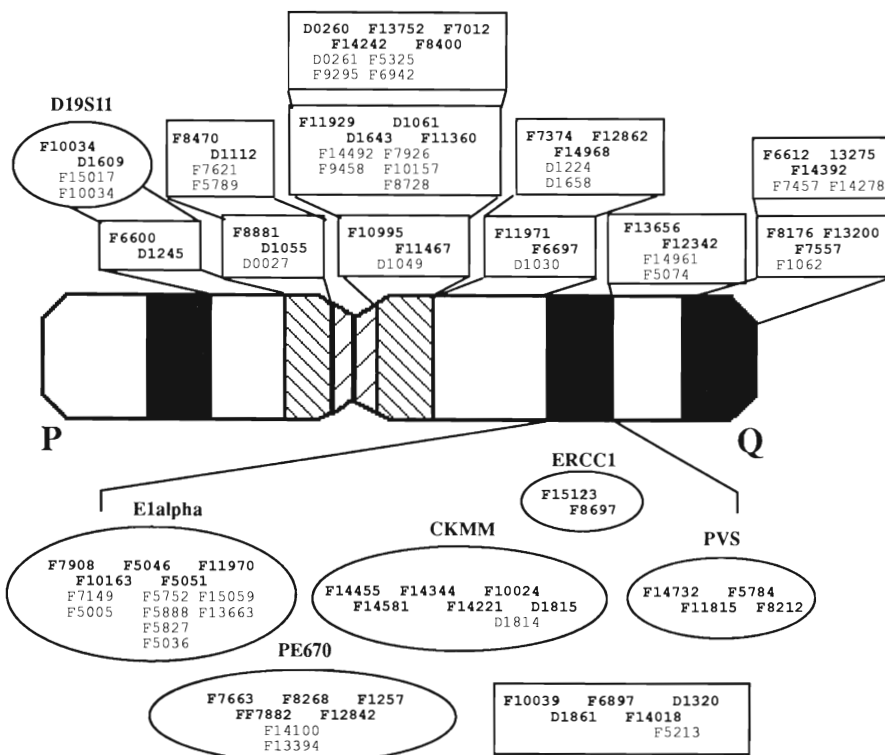 D0260 F13752 F7012
F14242 F8400
D0261 F5325
F9295 F6942
D19S11
F10034
D1609
F15017
F10034
F8470
D1112
F7621
F5789
F11929 D1061
D1643 F11360
F14492 F7926
F9458 F10157
F8728
F7374 F12862
F14968
D1224
D1658
F6612 13275
F14392
F7457 F14278
F6600
D1245
F8881
D1055
D0027
F10995
F11467
D1049
F11971
F6697
D1030
F13656
F12342
F14961
F5074
F8176 F13200
F7557
F1062
P
Q
E1alpha
F7908 F5046 F11970
F10163 F5051
F7149 F5752 F15059
F5005 F5888 F13663
F5827
F5036
CKMM
F14455 F14344 F10024
F14581 F14221 D1815
D1814
ERCC1
F15123
F8697
PVS
F14732 F5784
F11815 F8212
PE670
F7663 F8268 F1257
FF7882 F12842
F14100
F13394
F10039 F6897 D1320
D1861 F14018
F5213